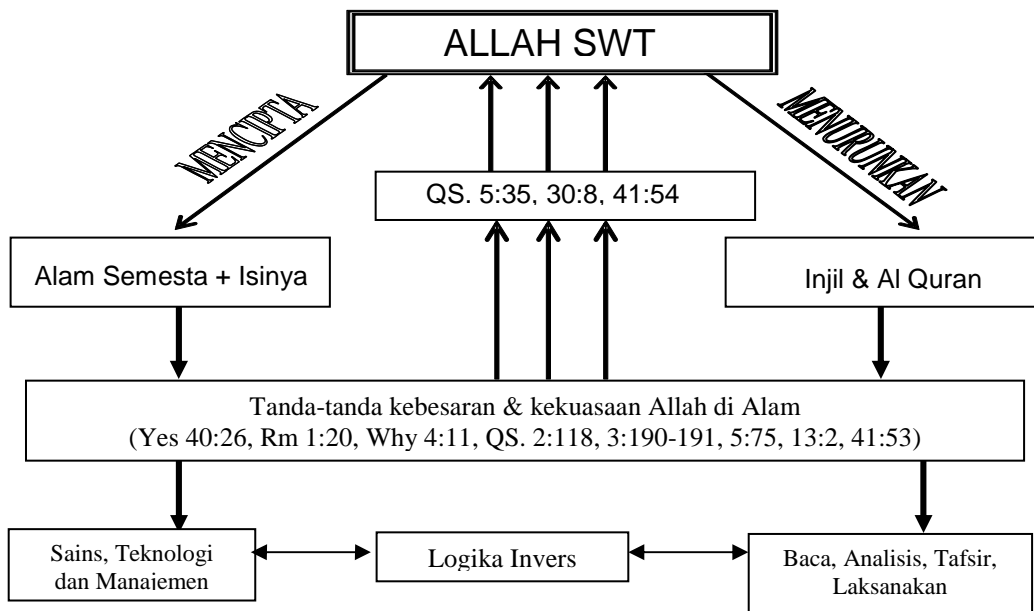 ALLAH SWT
MENCIPTA
MENURUNKAN
QS. 5:35, 30:8, 41:54
Alam Semesta + Isinya
Injil & Al Quran
Tanda-tanda kebesaran & kekuasaan Allah di Alam
(Yes 40:26, Rm 1:20, Why 4:11, QS. 2:118, 3:190-191, 5:75, 13:2, 41:53)
Sains, Teknologi
dan Manajemen
Logika Invers
Baca, Analisis, Tafsir,
Laksanakan